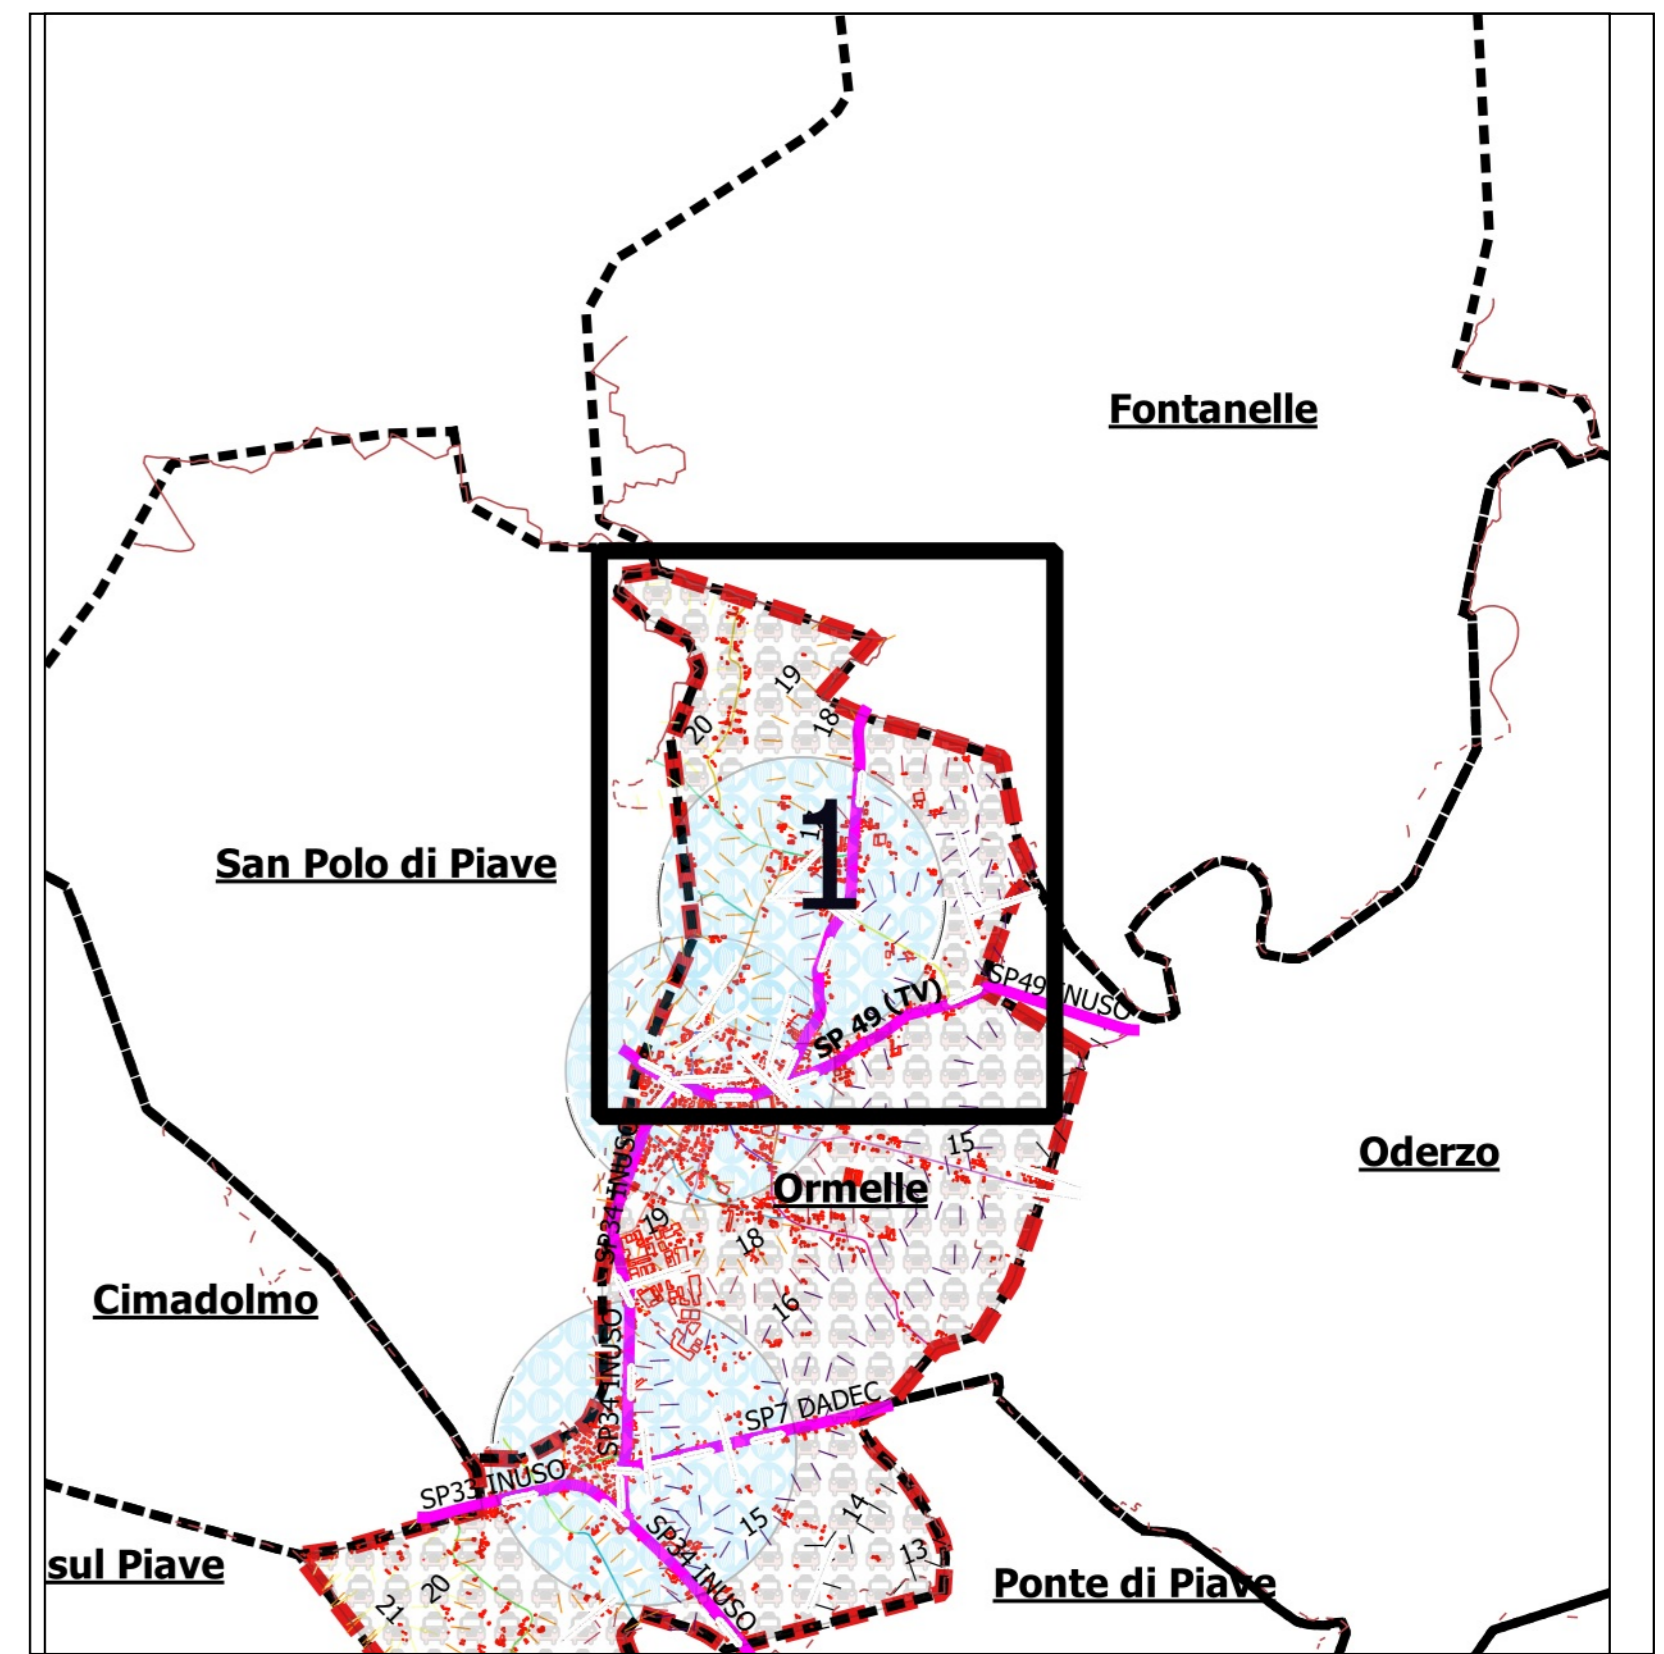 Fontanelle
19
20
18
1
San Polo di Piave
SP 49 (TV)
SP49 INUSO
15
Oderzo
Ormelle
SP34 INUSO
19
18
Cimadolmo
16
SP34 INUSO
SP7 DADEC
SP33 INUSO
SP34 INUSO
15
14
13
sul Piave
20
21
Ponte di Piave